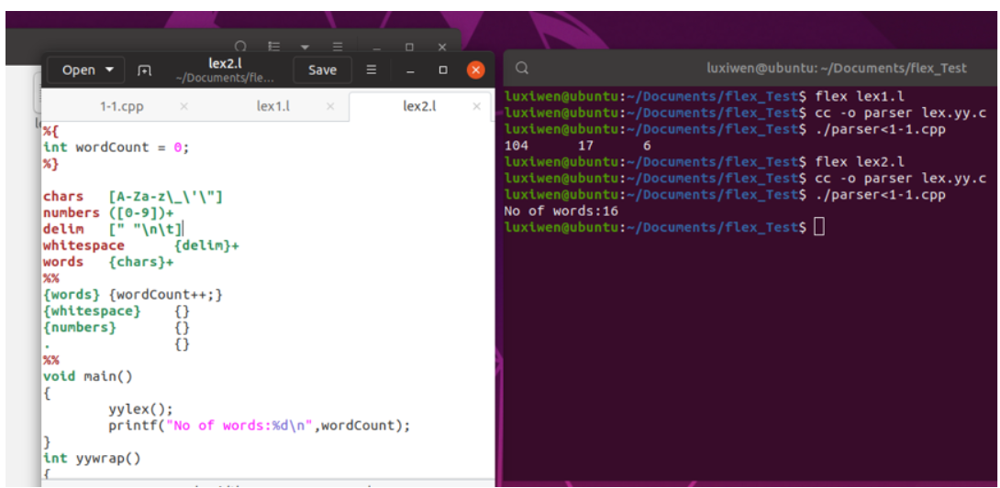 Open
lex2.l
~/Documents/fle...
Save
1-1.cpp
lex1.l
lex2.l
%{
int wordCount = 0;
%}
chars [A-Za-z\_\'\"]
numbers ([0-9])+
delim [" "\n\t]
whitespace {delim}+
words {chars}+
%%
{words} {wordCount++;}
{whitespace} {}
{numbers} {}
. {}
%%
void main()
{
yylex();
printf("No of words:%d\n",wordCount);
}
int yywrap()
{
luxiwen@ubuntu: ~/Documents/flex_Test
luxiwen@ubuntu:~/Documents/flex_Test$ flex lex1.l
luxiwen@ubuntu:~/Documents/flex_Test$ cc -o parser lex.yy.c
luxiwen@ubuntu:~/Documents/flex_Test$ ./parser<1-1.cpp
104 17 6
luxiwen@ubuntu:~/Documents/flex_Test$ flex lex2.l
luxiwen@ubuntu:~/Documents/flex_Test$ cc -o parser lex.yy.c
luxiwen@ubuntu:~/Documents/flex_Test$ ./parser<1-1.cpp
No of words:16
luxiwen@ubuntu:~/Documents/flex_Test$